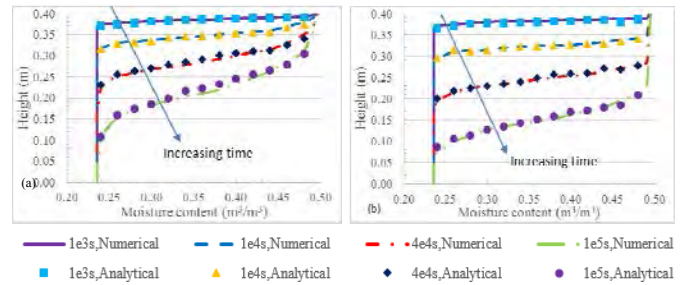 0.40
0.35
0.30
0.25
0.20
0.15
0.10
0.05
0.00
Height (m)
Increasing time
(a)
0.20 0.25 0.30 0.35 0.40 0.45 0.50
Moisture content (m³/m³)
0.40
0.35
0.30
0.25
0.20
0.15
0.10
0.05
0.00
Height (m)
Increasing time
(b)
0.20 0.25 0.30 0.35 0.40 0.45 0.50
Moisture content (m³/m³)
1e3s,Numerical 1e4s,Numerical 4e4s,Numerical 1e5s,Numerical
1e3s,Analytical 1e4s,Analytical 4e4s,Analytical 1e5s,Analytical